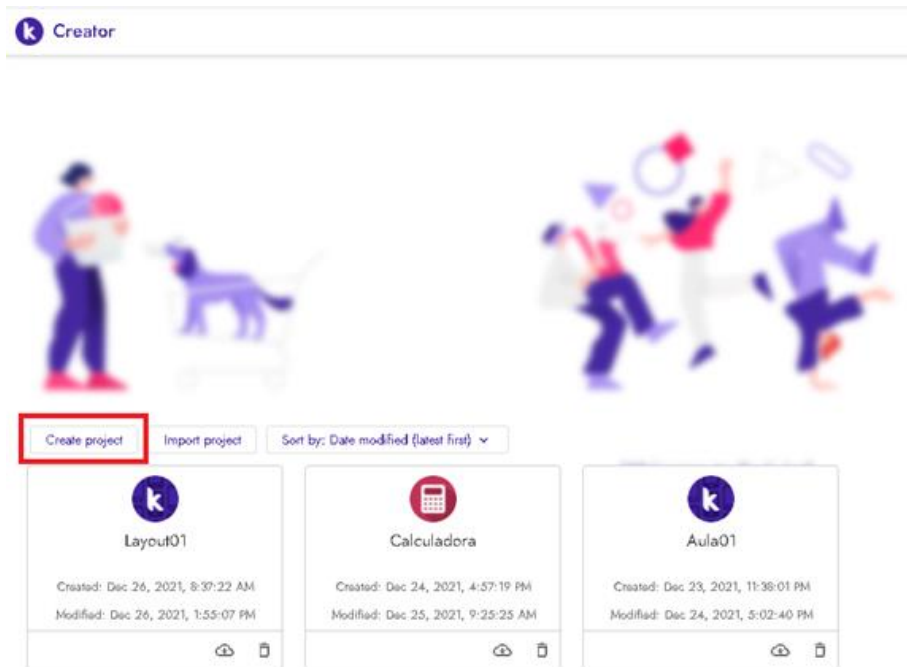 Creator
Create project Import project Sort by: Date modified (latest first)
Layout01 Calculadora Aula01
Created: Dec 26, 2021, 8:37:22 AM Created: Dec 24, 2021, 4:57:19 PM Created: Dec 23, 2021, 11:38:01 PM
Modified: Dec 26, 2021, 1:55:07 PM Modified: Dec 25, 2021, 9:25:25 AM Modified: Dec 24, 2021, 5:02:40 PM